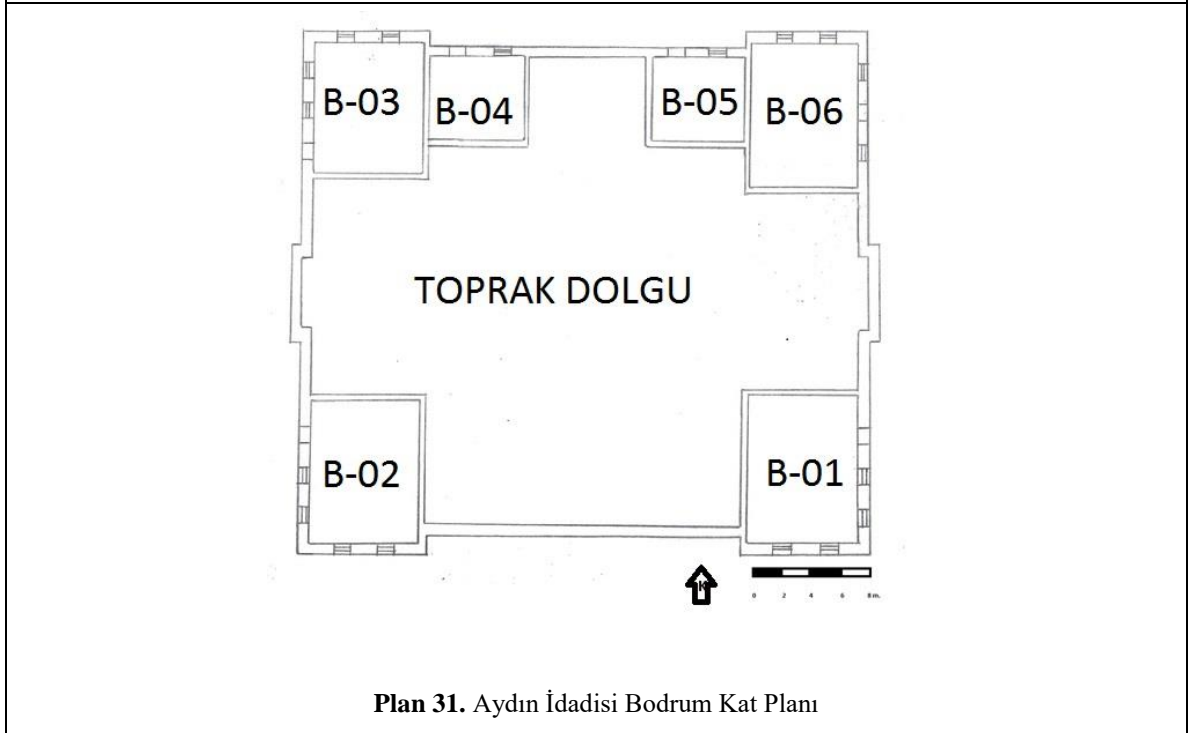 B-03
B-04
B-05
B-06
TOPRAK DOLGU
B-02
B-01
K
0 2 4 6 8 m.
Plan 31. Aydın İdadisi Bodrum Kat Planı